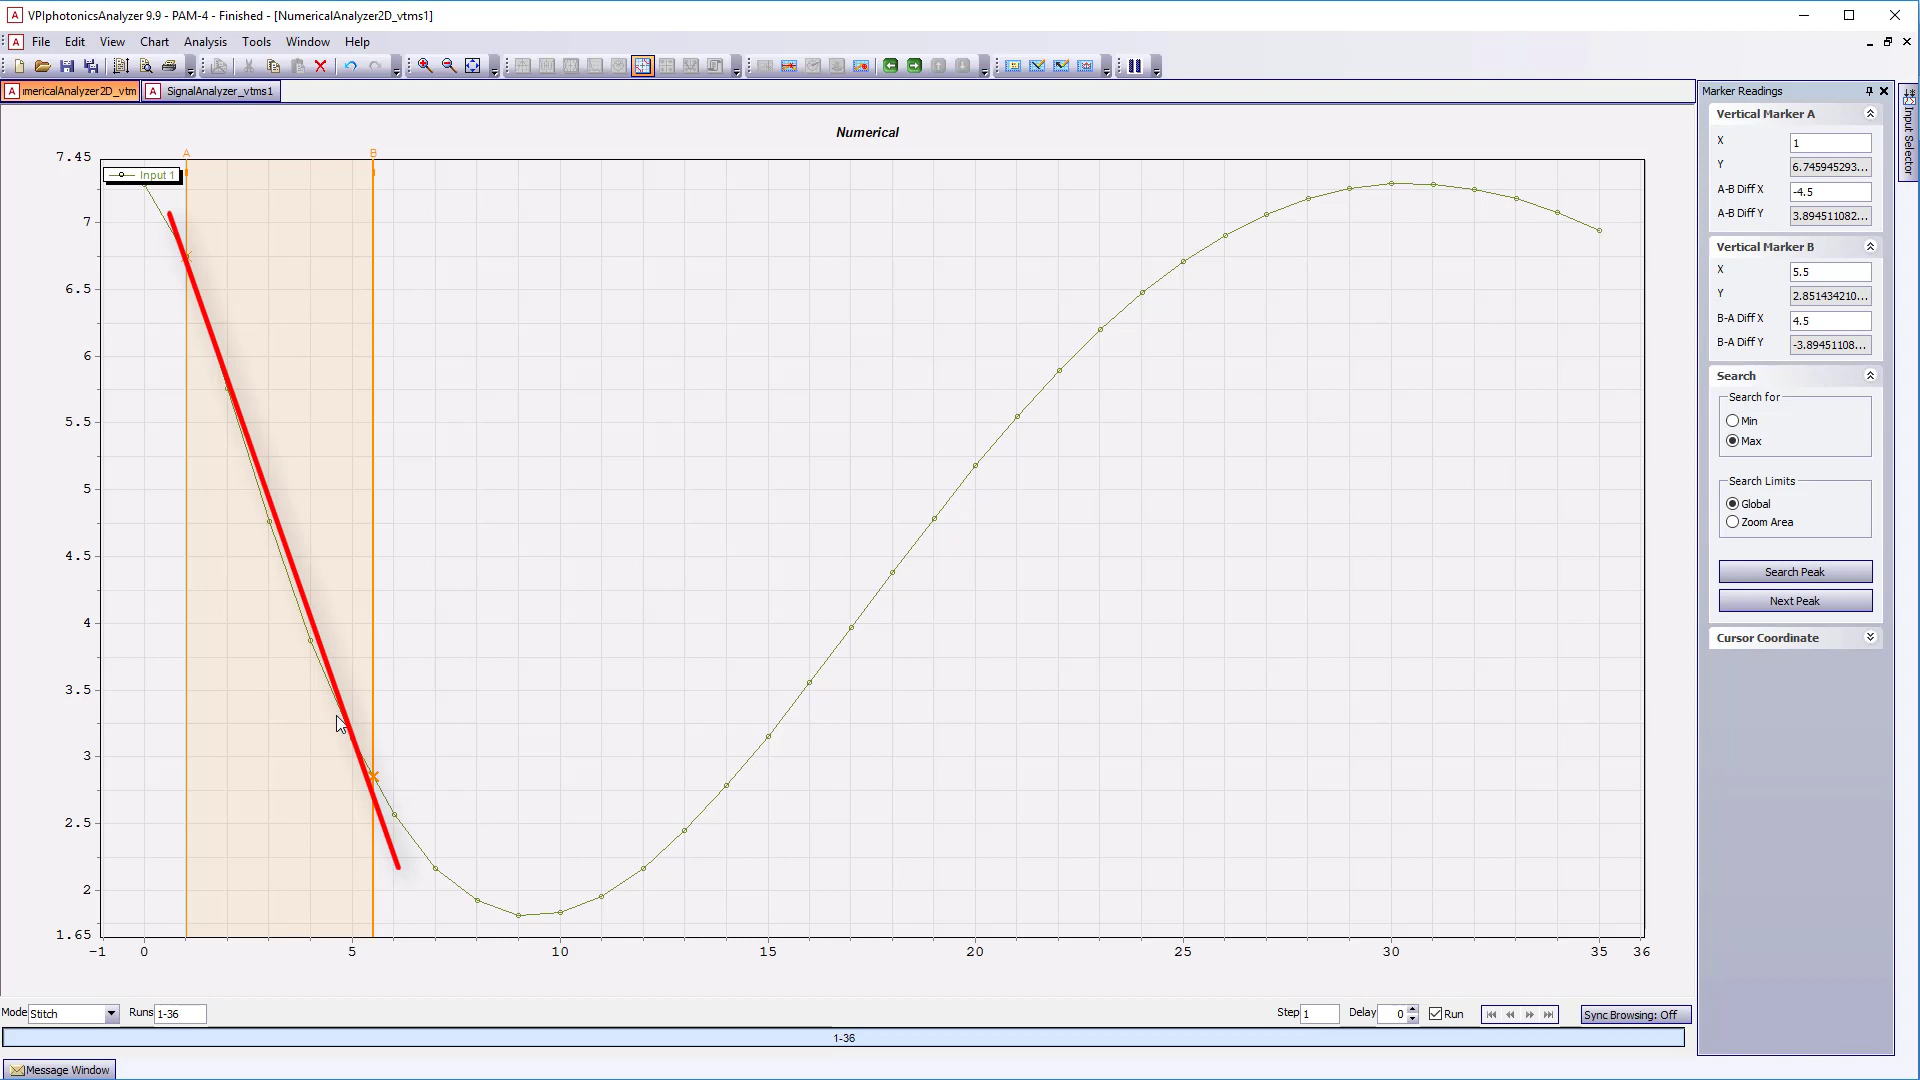 VPIphotonicsAnalyzer 9.9 - PAM-4 - Finished - [NumericalAnalyzer2D_vtms1]
File Edit View Chart Analysis Tools Window Help
mericalAnalyzer2D_vtm SignalAnalyzer_vtms1
Numerical
A B
Input 1
7.45
7
6.5
6
5.5
5
4.5
4
3.5
3
2.5
2
1.65
-1 0 5 10 15 20 25 30 35 36
Marker Readings
Vertical Marker A
X 1
Y 6.745945293...
A-B Diff X -4.5
A-B Diff Y 3.894511082...
Vertical Marker B
X 5.5
Y 2.851434210...
B-A Diff X 4.5
B-A Diff Y -3.89451108...
Search
Search for
Min
Max
Search Limits
Global
Zoom Area
Search Peak
Next Peak
Cursor Coordinate
Input Selector
Mode Stitch Runs 1-36 Step 1 Delay 0 Run Sync Browsing: Off
1-36
Message Window